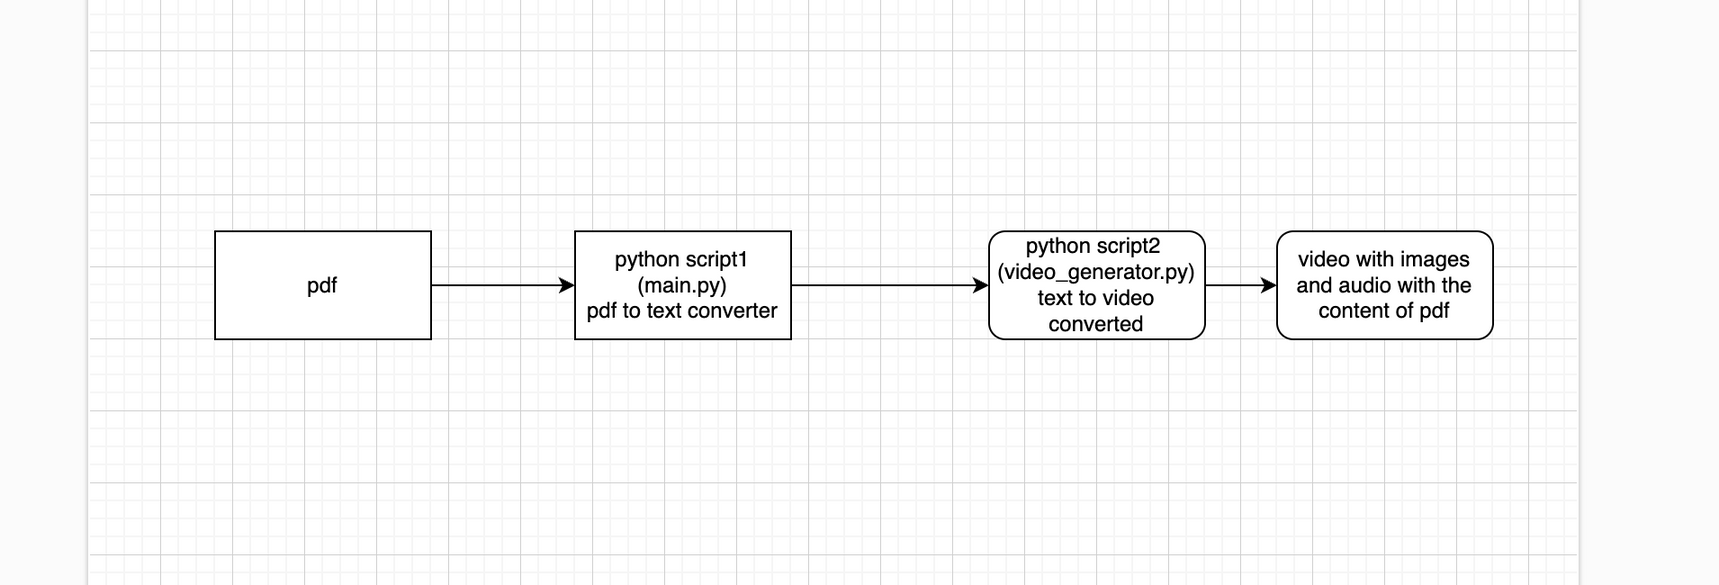 pdf
python script1
(main.py)
pdf to text converter
python script2
(video_generator.py)
text to video
converted
video with images
and audio with the
content of pdf